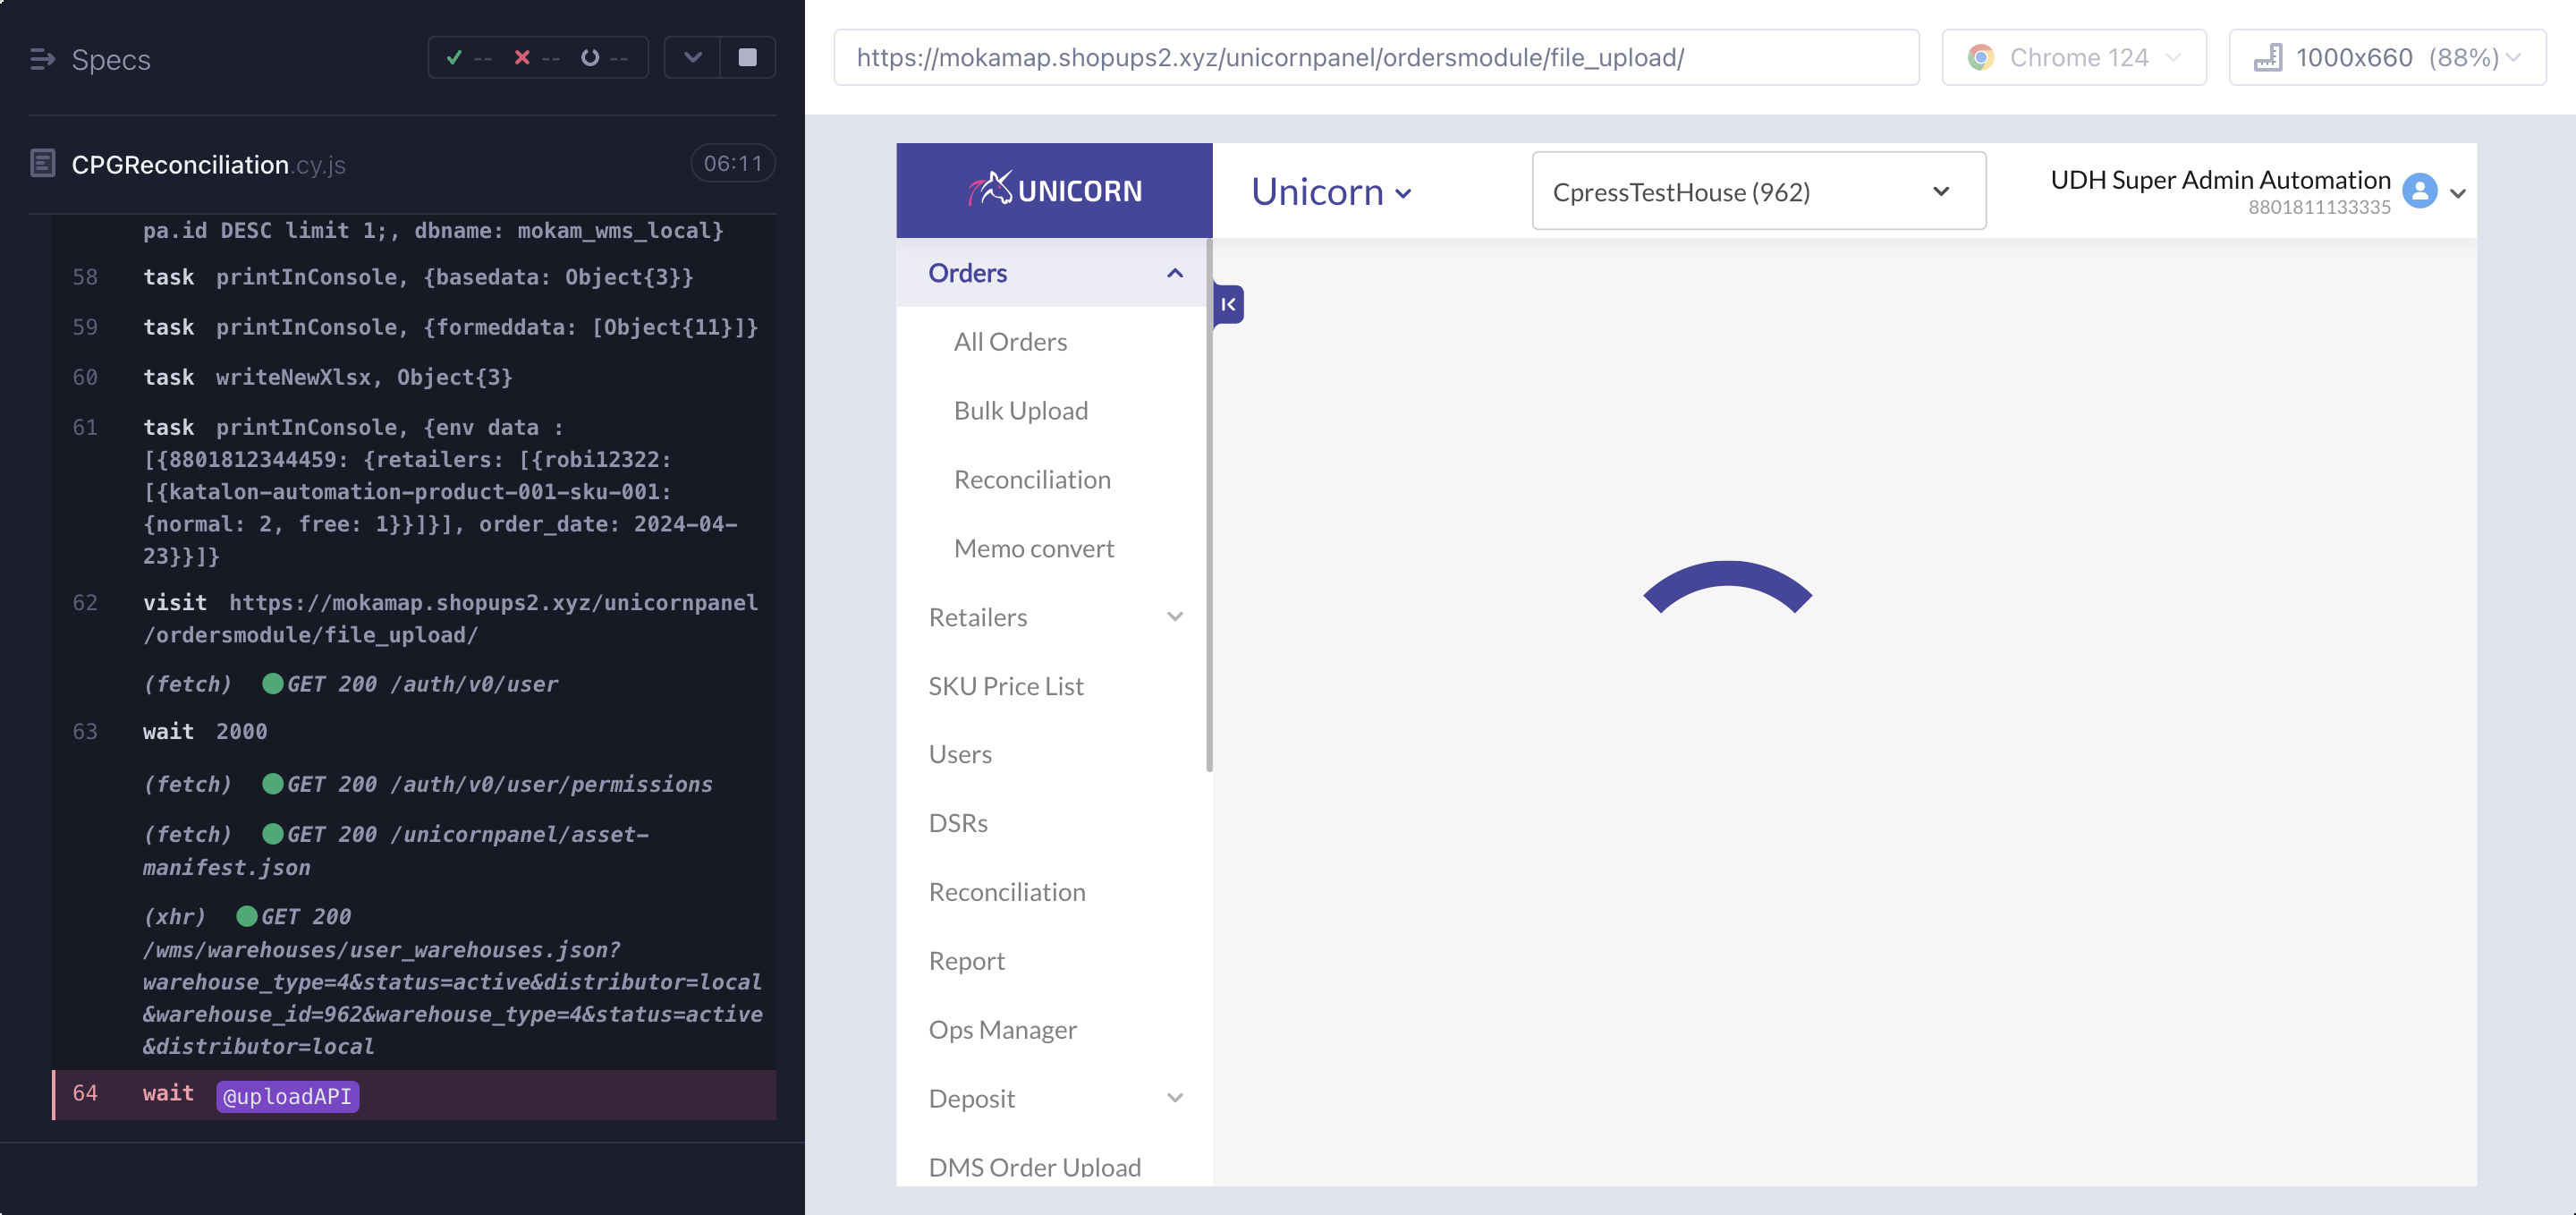 Specs
-- -- --
CPGReconciliation.cy.js
06:11
pa.id DESC limit 1;, dbname: mokam_wms_local}
58 task printInConsole, {basedata: Object{3}}
59 task printInConsole, {formeddata: [Object{11}]}
60 task writeNewXlsx, Object{3}
61 task printInConsole, {env data :
[{8801812344459: {retailers: [{robi12322:
[{katalon-automation-product-001-sku-001:
{normal: 2, free: 1}}]}], order_date: 2024-04-
23}}]}
62 visit https://mokamap.shopups2.xyz/unicornpanel
/ordersmodule/file_upload/
(fetch) GET 200 /auth/v0/user
63 wait 2000
(fetch) GET 200 /auth/v0/user/permissions
(fetch) GET 200 /unicornpanel/asset-
manifest.json
(xhr) GET 200
/wms/warehouses/user_warehouses.json?
warehouse_type=4&status=active&distributor=local
&warehouse_id=962&warehouse_type=4&status=active
&distributor=local
64 wait @uploadAPI
https://mokamap.shopups2.xyz/unicornpanel/ordersmodule/file_upload/
Chrome 124
1000x660 (88%)
UNICORN
Unicorn
CpressTestHouse (962)
UDH Super Admin Automation
8801811133335
Orders
All Orders
Bulk Upload
Reconciliation
Memo convert
Retailers
SKU Price List
Users
DSRs
Reconciliation
Report
Ops Manager
Deposit
DMS Order Upload